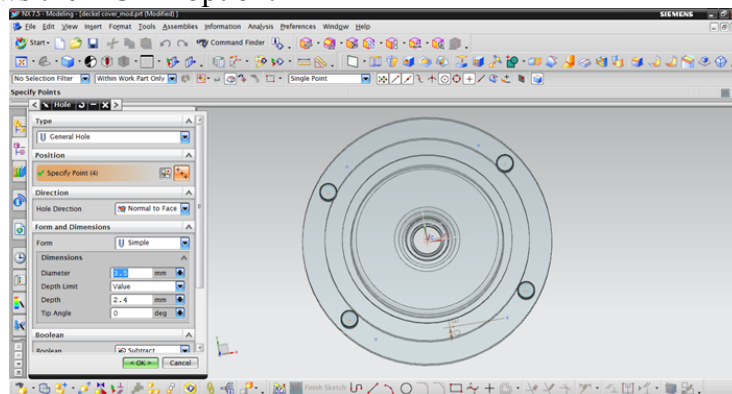 NX 7.5 - Modeling - [deckel cover_mod.prt (Modified) ]
SIEMENS
File Edit View Insert Format Tools Assemblies Information Analysis Preferences Window Help
Start Command Finder
No Selection Filter Within Work Part Only Single Point
Specify Points
Hole
Type
General Hole
Position
Specify Point (4)
Direction
Hole Direction Normal to Face
Form and Dimensions
Form Simple
Dimensions
Diameter mm
Depth Limit Value
Depth 2.4 mm
Tip Angle 0 deg
Boolean
Boolean Subtract
< OK > Cancel
Finish Sketch